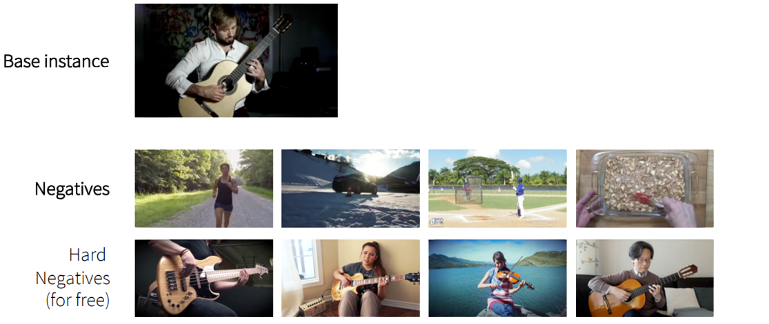 Base instance
Negatives
Hard
Negatives
(for free)